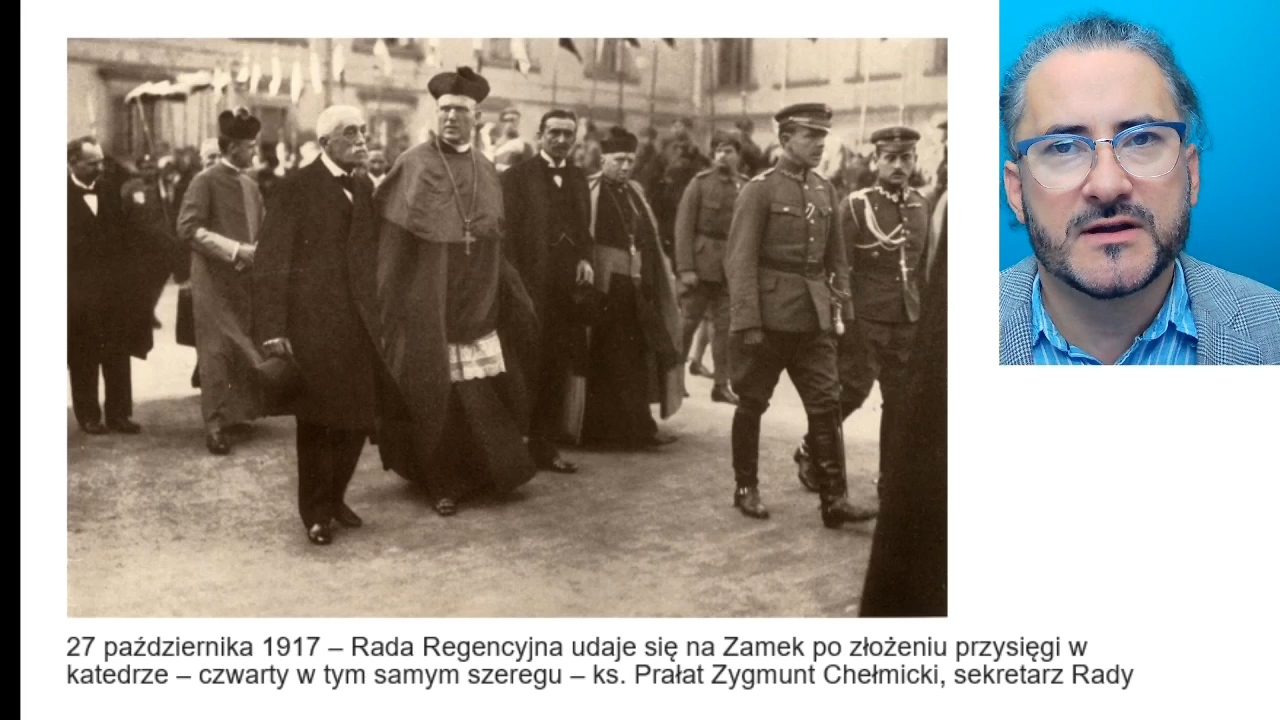 27 października 1917 – Rada Regencyjna udaje się na Zamek po złożeniu przysięgi w
katedrze – czwarty w tym samym szeregu – ks. Prałat Zygmunt Chełmicki, sekretarz Rady